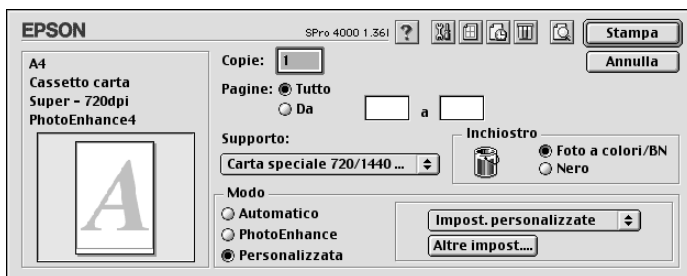 EPSON
SPro 4000 1.36I
?
Stampa
Annulla
A4
Cassetto carta
Super - 720dpi
PhotoEnhance4
A
Copie: 1
Pagine: Tutto
Da a
Supporto:
Carta speciale 720/1440 ...
Inchiostro
Foto a colori/BN
Nero
Modo
Automatico
PhotoEnhance
Personalizzata
Impost. personalizzate
Altre impost....